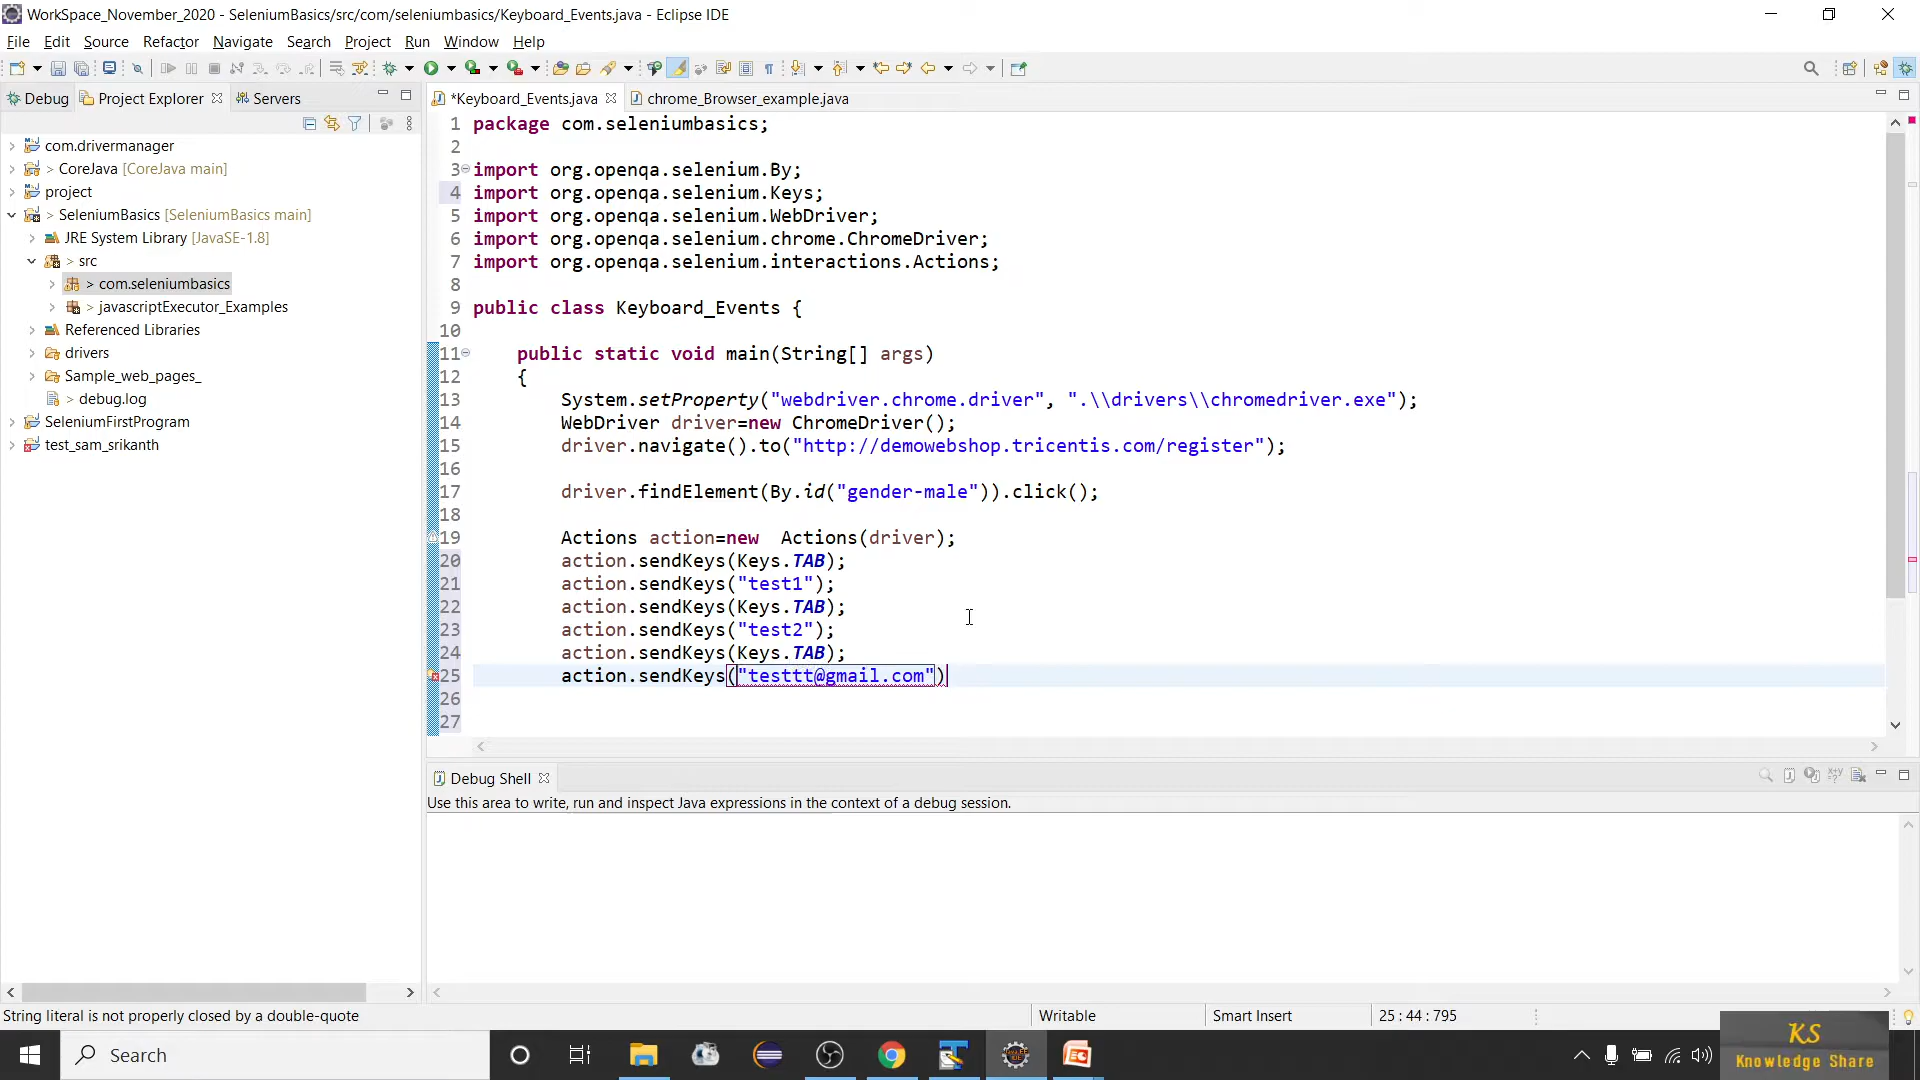 WorkSpace_November_2020 - SeleniumBasics/src/com/seleniumbasics/Keyboard_Events.java - Eclipse IDE
File Edit Source Refactor Navigate Search Project Run Window Help
Debug Project Explorer Servers
*Keyboard_Events.java chrome_Browser_example.java
com.drivermanager
> CoreJava [CoreJava main]
project
> SeleniumBasics [SeleniumBasics main]
JRE System Library [JavaSE-1.8]
> src
> com.seleniumbasics
> javascriptExecutor_Examples
Referenced Libraries
drivers
Sample_web_pages_
> debug.log
SeleniumFirstProgram
test_sam_srikanth
1 package com.seleniumbasics;
2
3 import org.openqa.selenium.By;
4 import org.openqa.selenium.Keys;
5 import org.openqa.selenium.WebDriver;
6 import org.openqa.selenium.chrome.ChromeDriver;
7 import org.openqa.selenium.interactions.Actions;
8
9 public class Keyboard_Events {
10
11 public static void main(String[] args)
12 {
13 System.setProperty("webdriver.chrome.driver", ".\\drivers\\chromedriver.exe");
14 WebDriver driver=new ChromeDriver();
15 driver.navigate().to("http://demowebshop.tricentis.com/register");
16
17 driver.findElement(By.id("gender-male")).click();
18
19 Actions action=new  Actions(driver);
20 action.sendKeys(Keys.TAB);
21 action.sendKeys("test1");
22 action.sendKeys(Keys.TAB);
23 action.sendKeys("test2");
24 action.sendKeys(Keys.TAB);
25 action.sendKeys("testtt@gmail.com")
26
27
Debug Shell
Use this area to write, run and inspect Java expressions in the context of a debug session.
String literal is not properly closed by a double-quote
Writable
Smart Insert
25 : 44 : 795
Search
KS
Knowledge Share